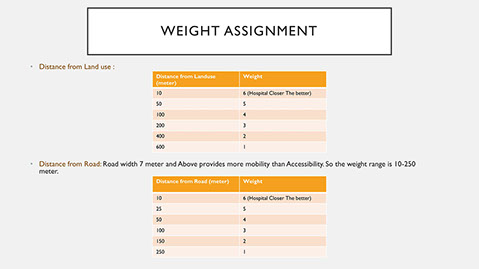 WEIGHT ASSIGNMENT
• Distance from Land use :
Distance from Landuse (meter) Weight
10 6 (Hospital Closer The better)
50 5
100 4
200 3
400 2
600 1
• Distance from Road: Road width 7 meter and Above provides more mobility than Accessibility. So the weight range is 10-250
meter.
Distance from Road (meter) Weight
10 6 (Hospital Closer The better)
25 5
50 4
100 3
150 2
250 1